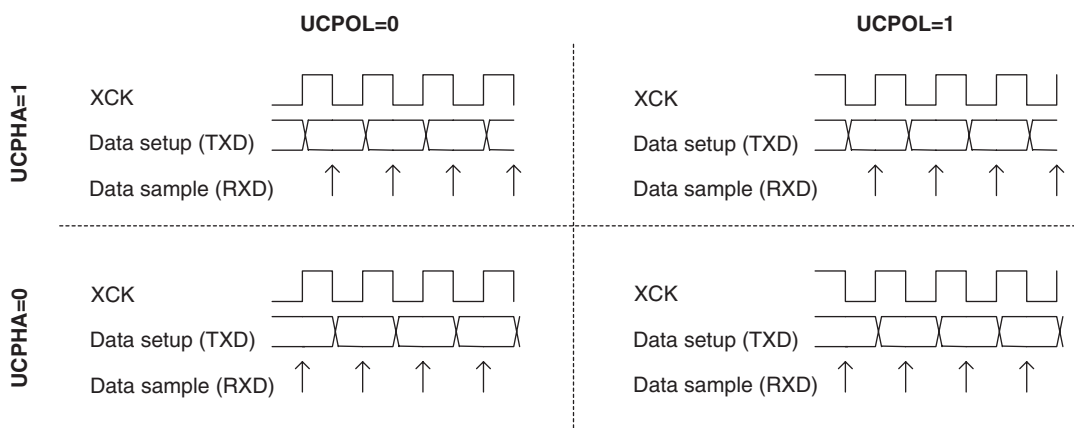 UCPOL=0
UCPOL=1
UCPHA=1
XCK
Data setup (TXD)
Data sample (RXD)
XCK
Data setup (TXD)
Data sample (RXD)
UCPHA=0
XCK
Data setup (TXD)
Data sample (RXD)
XCK
Data setup (TXD)
Data sample (RXD)